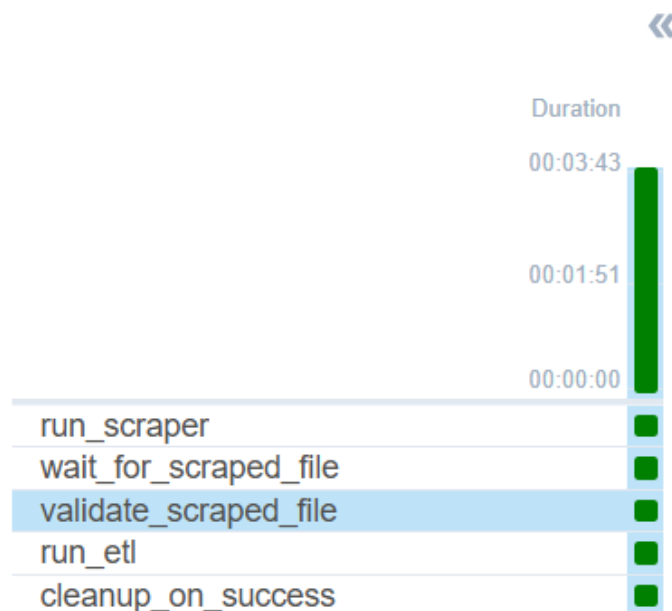 Duration
00:03:43
00:01:51
00:00:00
run_scraper
wait_for_scraped_file
validate_scraped_file
run_etl
cleanup_on_success